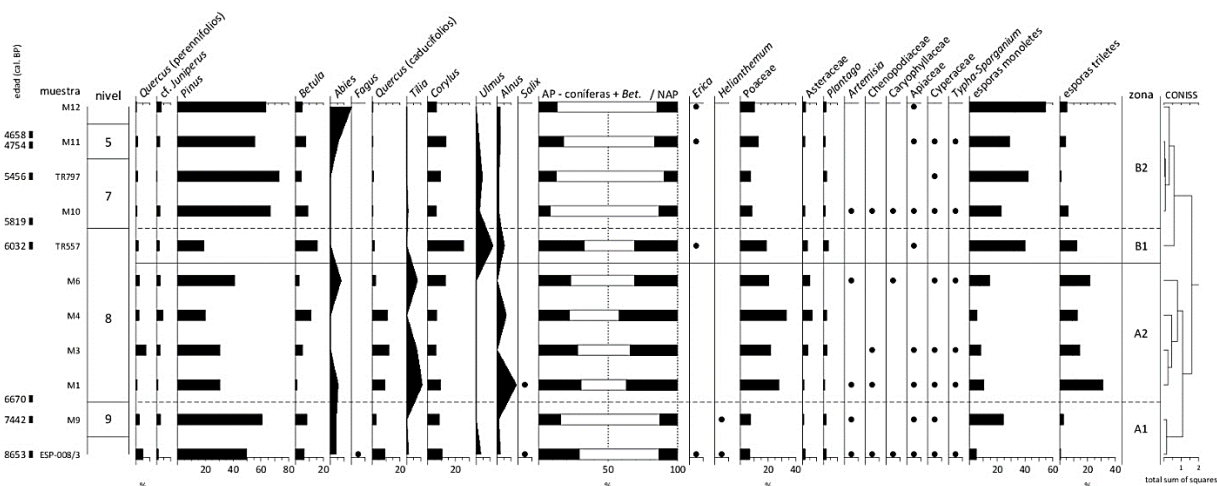 edad (cal. BP)
muestra
nivel
Quercus (perennifolios)
cf. Juniperus
Pinus
Betula
Abies
Fagus
Quercus (caducifolios)
Tilia
Corylus
Ulmus
Alnus
Salix
AP - coniferas + Bet. / NAP
Erica
Helianthemum
Poaceae
Asteraceae
Plantago
Artemisia
Chenopodiaceae
Caryophyllaceae
Apiaceae
Cyperaceae
Typha-Sparganium
esporas monoletes
esporas triletes
zona
CONISS
M12
4658
4754 M11 5
5456 TR797 B2
7
M10
5819
6032 TR557 B1
M6
8
M4
A2
M3
M1
6670
7442 M9 9 A1
8653 ESP-008/3
20 20 40 60 80 20 20 20 50 100 20 40 20 40 60 20 40 1 2
% % % % % total sum of squares